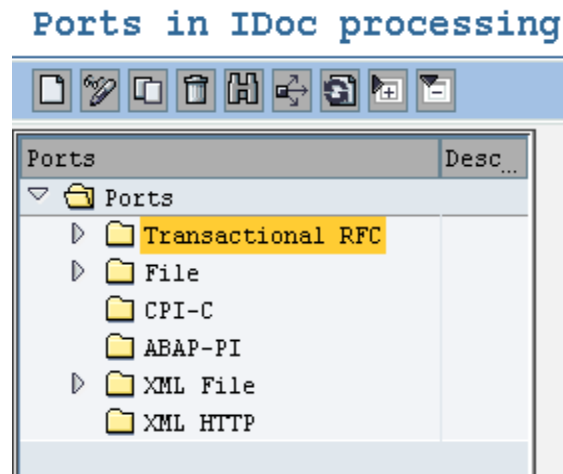 Ports in IDoc processing
Ports Desc...
Ports
Transactional RFC
File
CPI-C
ABAP-PI
XML File
XML HTTP